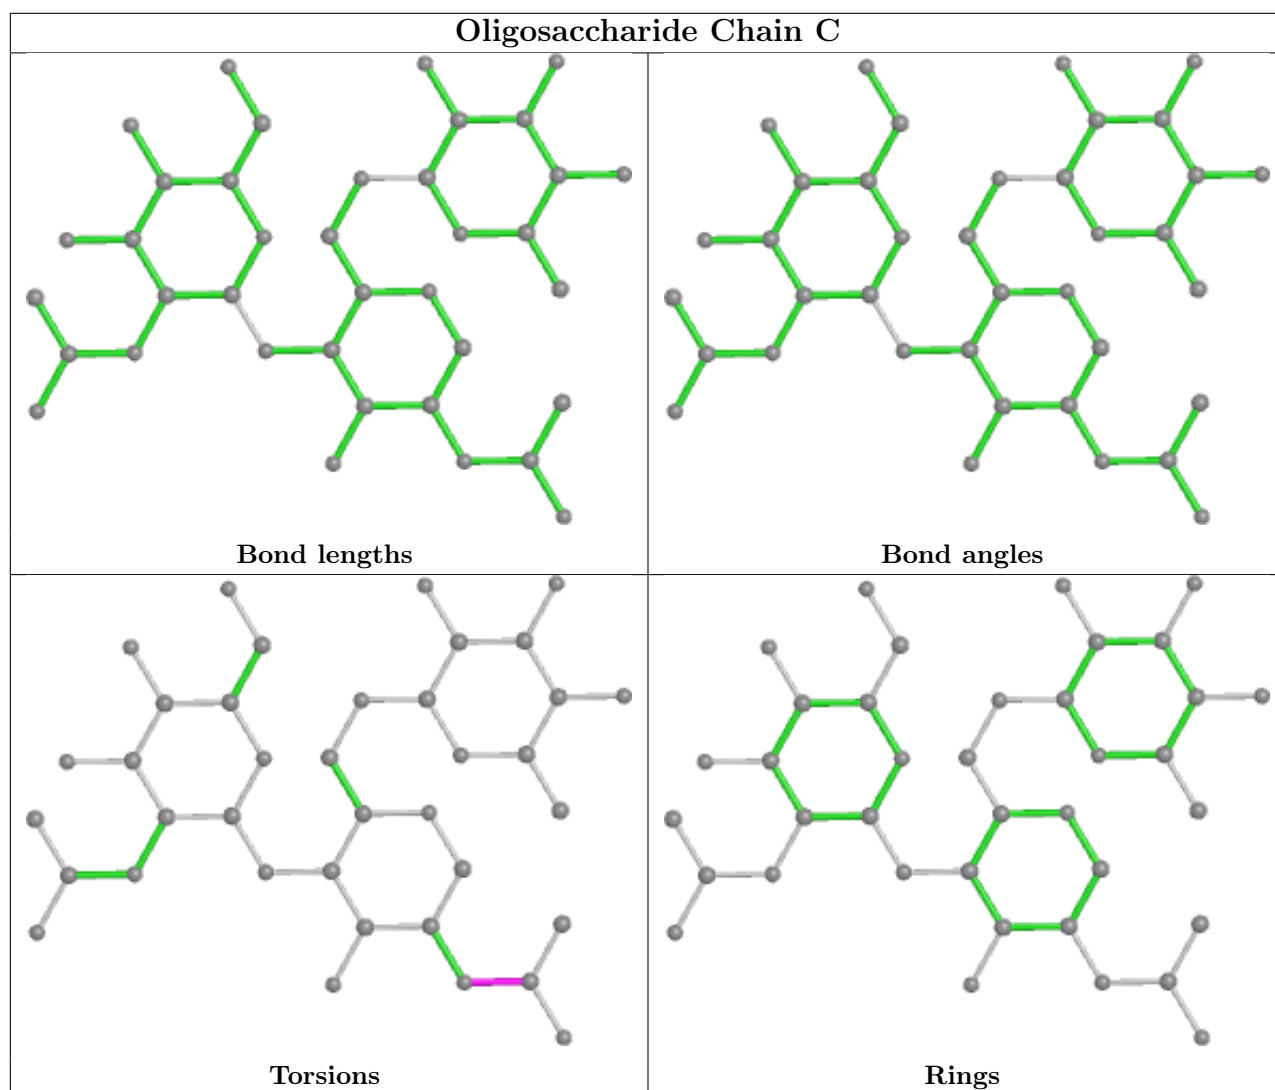 Oligosaccharide Chain C
Bond lengths
Bond angles
Torsions
Rings